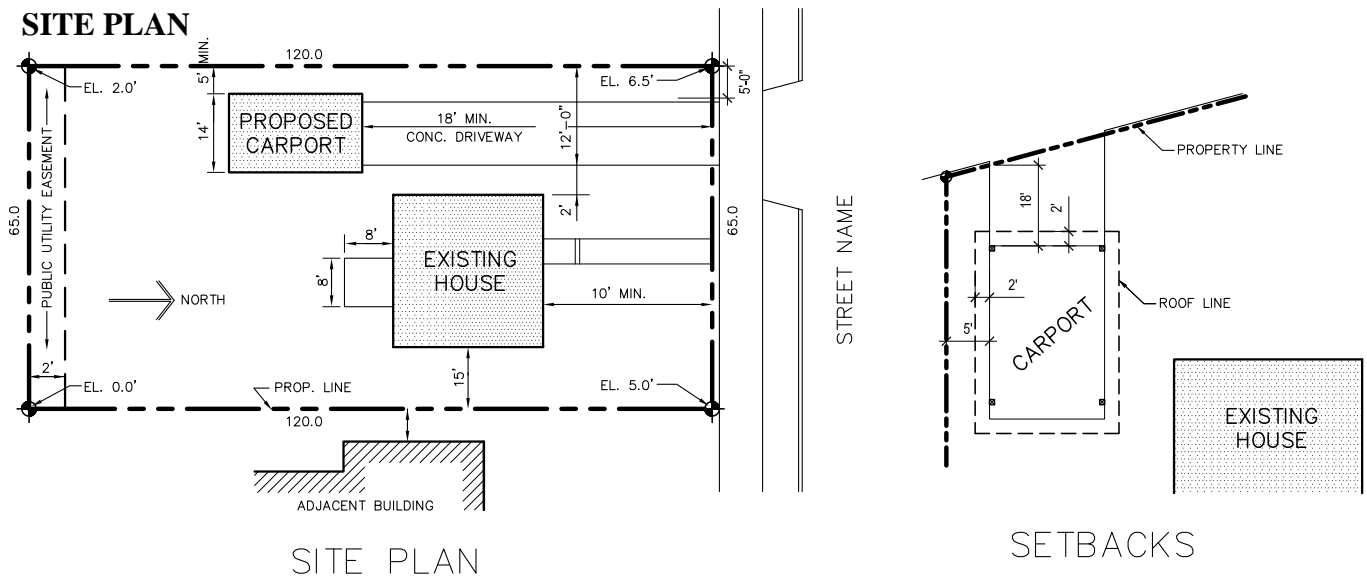 SITE PLAN
120.0
5' MIN.
EL. 2.0'
EL. 6.5'
5'-0"
PROPOSED
CARPORT
14'
18' MIN.
CONC. DRIVEWAY
12'-0"
2'
PUBLIC UTILITY EASEMENT
65.0
65.0
8'
8'
EXISTING
HOUSE
NORTH
10' MIN.
15'
2'
EL. 0.0'
PROP. LINE
EL. 5.0'
120.0
ADJACENT BUILDING
SITE PLAN
STREET NAME
PROPERTY LINE
18'
2'
2'
ROOF LINE
5'
CARPORT
EXISTING
HOUSE
SETBACKS